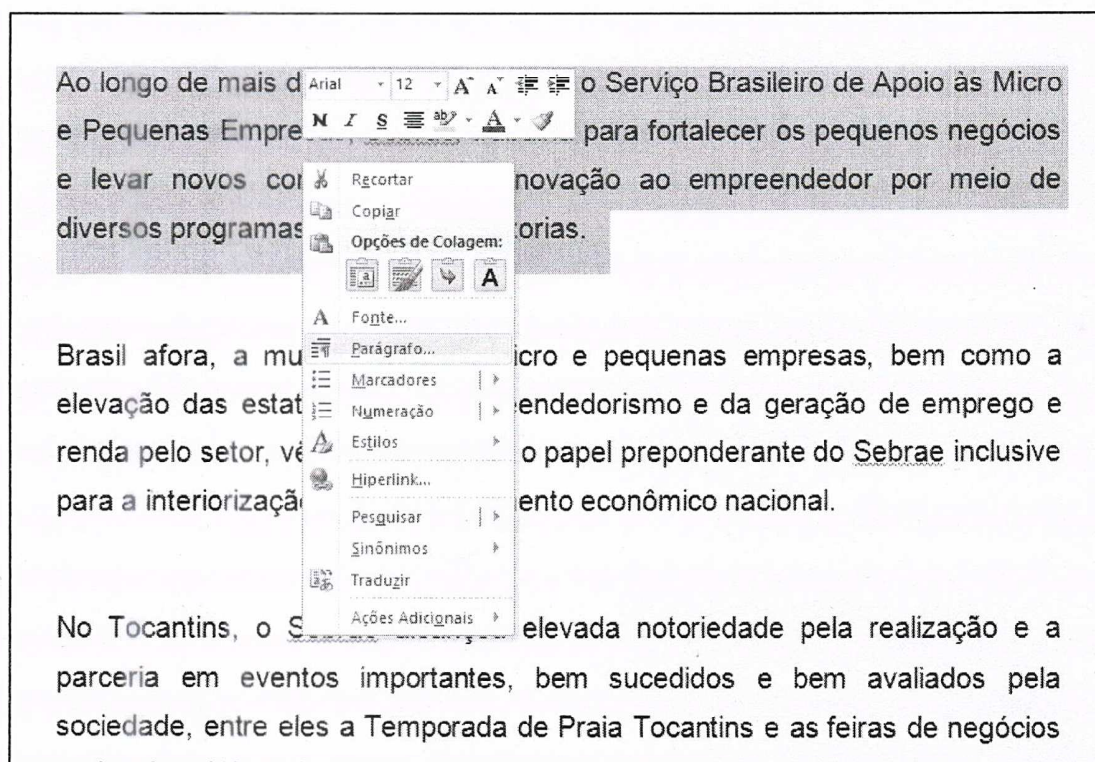 Ao longo de mais d Arial 12 o Serviço Brasileiro de Apoio às Micro
e Pequenas Empre N I S A para fortalecer os pequenos negócios
e levar novos con Recortar novação ao empreendedor por meio de
Copiar
diversos programas torias.
Opções de Colagem:
Fonte...
Parágrafo...
Brasil afora, a mu icro e pequenas empresas, bem como a
Marcadores
elevação das estat endedorismo e da geração de emprego e
Numeração
Estilos
renda pelo setor, vê o papel preponderante do Sebrae inclusive
Hiperlink...
para a interiorizaçã ento econômico nacional.
Pesquisar
Sinônimos
Traduzir
Ações Adicionais
No Tocantins, o elevada notoriedade pela realização e a
parceria em eventos importantes, bem sucedidos e bem avaliados pela
sociedade, entre eles a Temporada de Praia Tocantins e as feiras de negócios